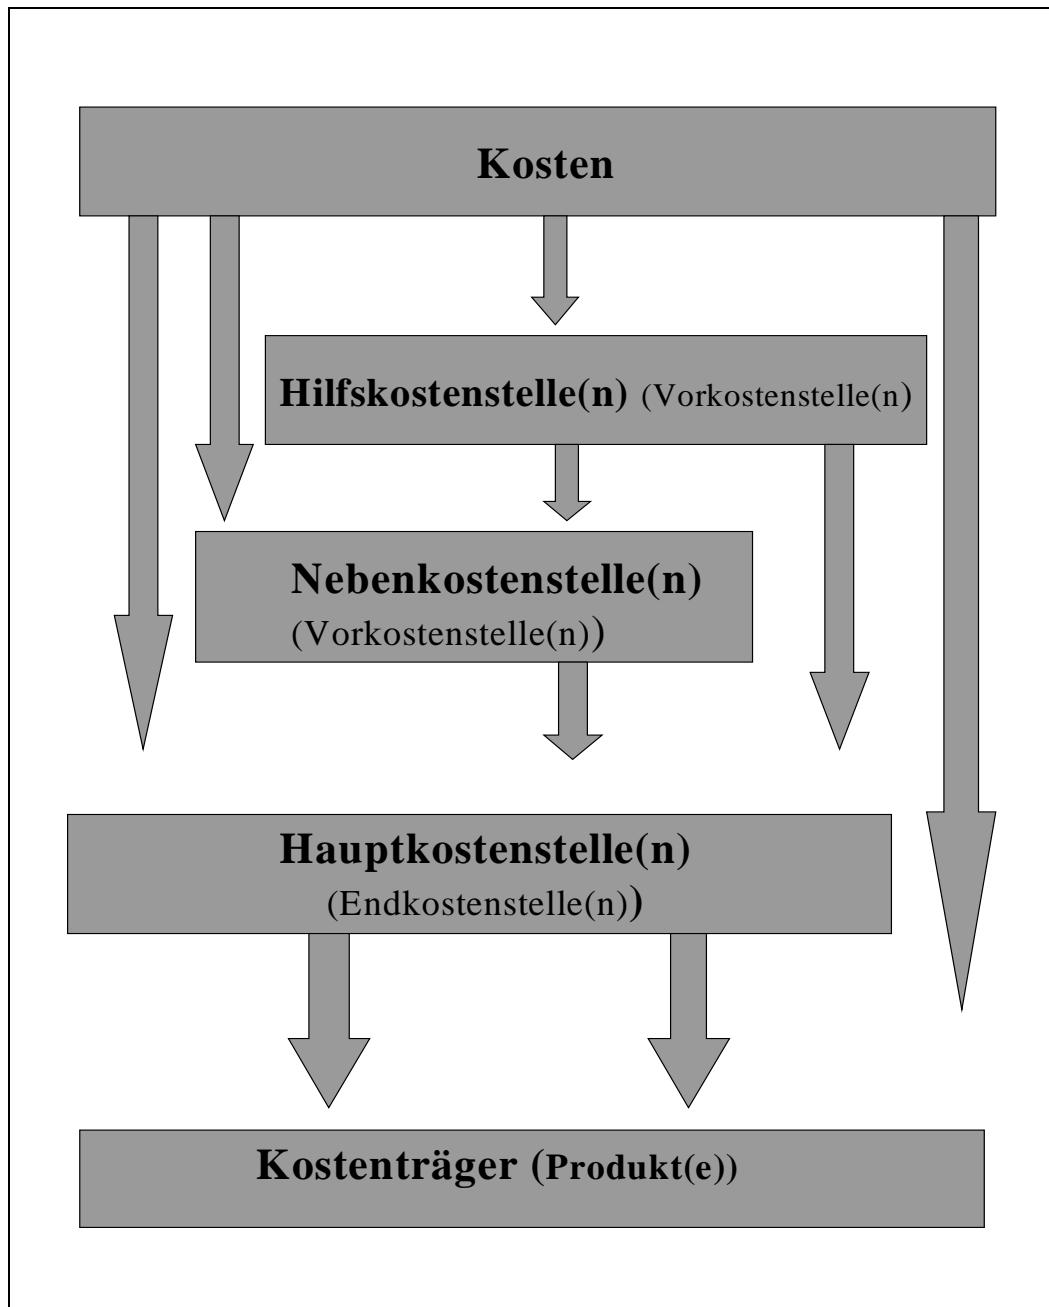 Kosten
Hilfskostenstelle(n) (Vorkostenstelle(n)
Nebenkostenstelle(n)
(Vorkostenstelle(n))
Hauptkostenstelle(n)
(Endkostenstelle(n))
Kostenträger (Produkt(e))